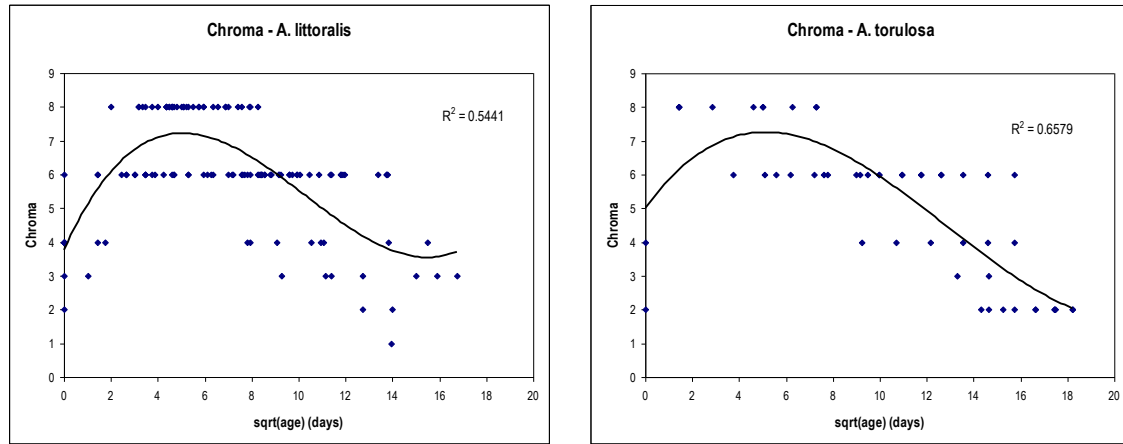 Chroma - A. littoralis
9
8
7
6
5
4
3
2
1
0
Chroma
R² = 0.5441
0 2 4 6 8 10 12 14 16 18 20
sqrt(age) (days)
Chroma - A. torulosa
9
8
7
6
5
4
3
2
1
0
Chroma
R² = 0.6579
0 2 4 6 8 10 12 14 16 18 20
sqrt(age) (days)